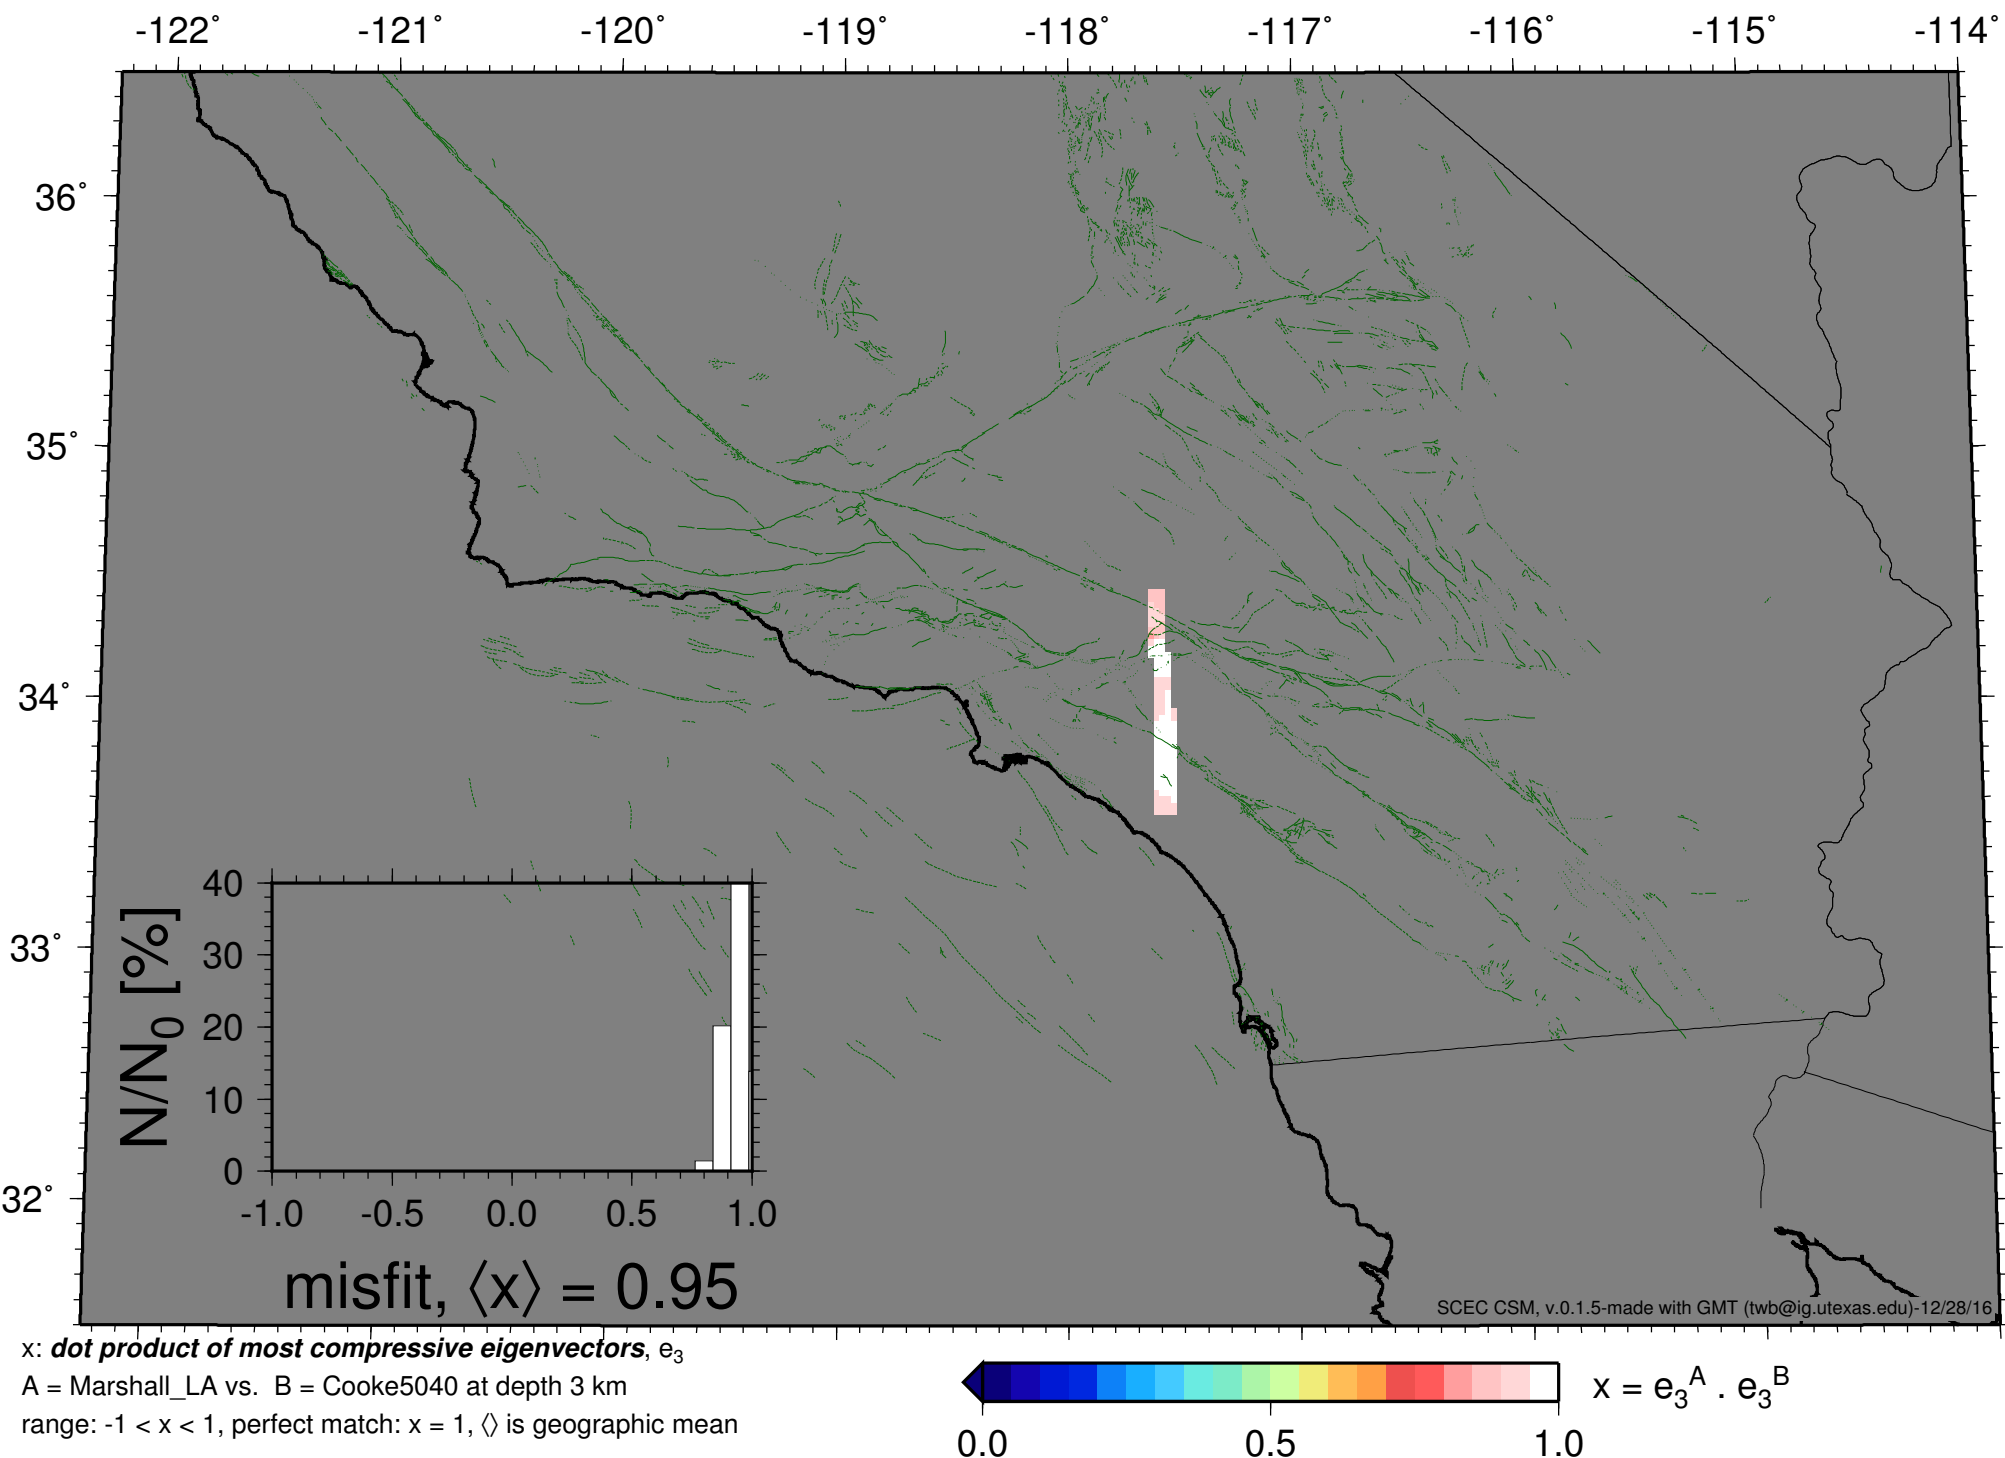 -122° -121° -120° -119° -118° -117° -116° -115° -114°
36°
35°
34°
33°
32°
40
30
20
10
0
N/N0 [%]
-1.0 -0.5 0.0 0.5 1.0
misfit, ⟨x⟩ = 0.95
SCEC CSM, v.0.1.5-made with GMT (twb@ig.utexas.edu)-12/28/16
x: dot product of most compressive eigenvectors, e3
A = Marshall_LA vs. B = Cooke5040 at depth 3 km
range: -1 < x < 1, perfect match: x = 1, ⟨⟩ is geographic mean
0.0 0.5 1.0
x = e3^A . e3^B